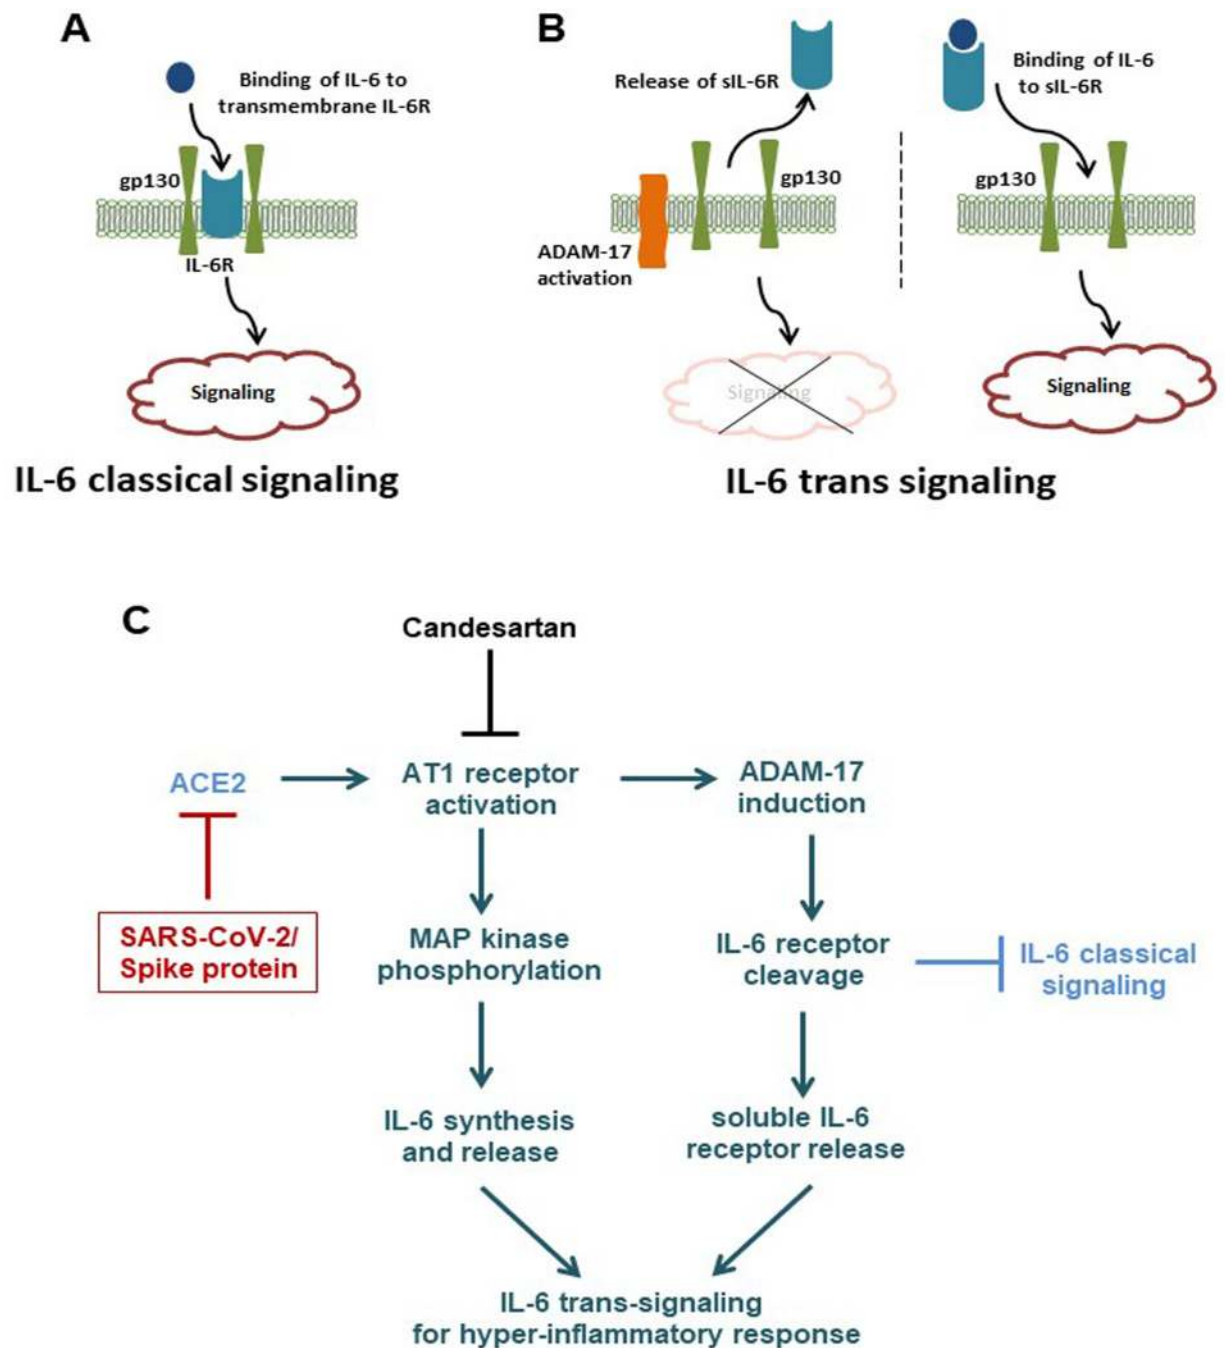 A
Binding of IL-6 to
transmembrane IL-6R
gp130
IL-6R
Signaling
IL-6 classical signaling
B
Release of sIL-6R
gp130
ADAM-17
activation
Signaling
Binding of IL-6
to sIL-6R
gp130
Signaling
IL-6 trans signaling
C
Candesartan
ACE2
AT1 receptor
activation
ADAM-17
induction
SARS-CoV-2/
Spike protein
MAP kinase
phosphorylation
IL-6 receptor
cleavage
IL-6 classical
signaling
IL-6 synthesis
and release
soluble IL-6
receptor release
IL-6 trans-signaling
for hyper-inflammatory response